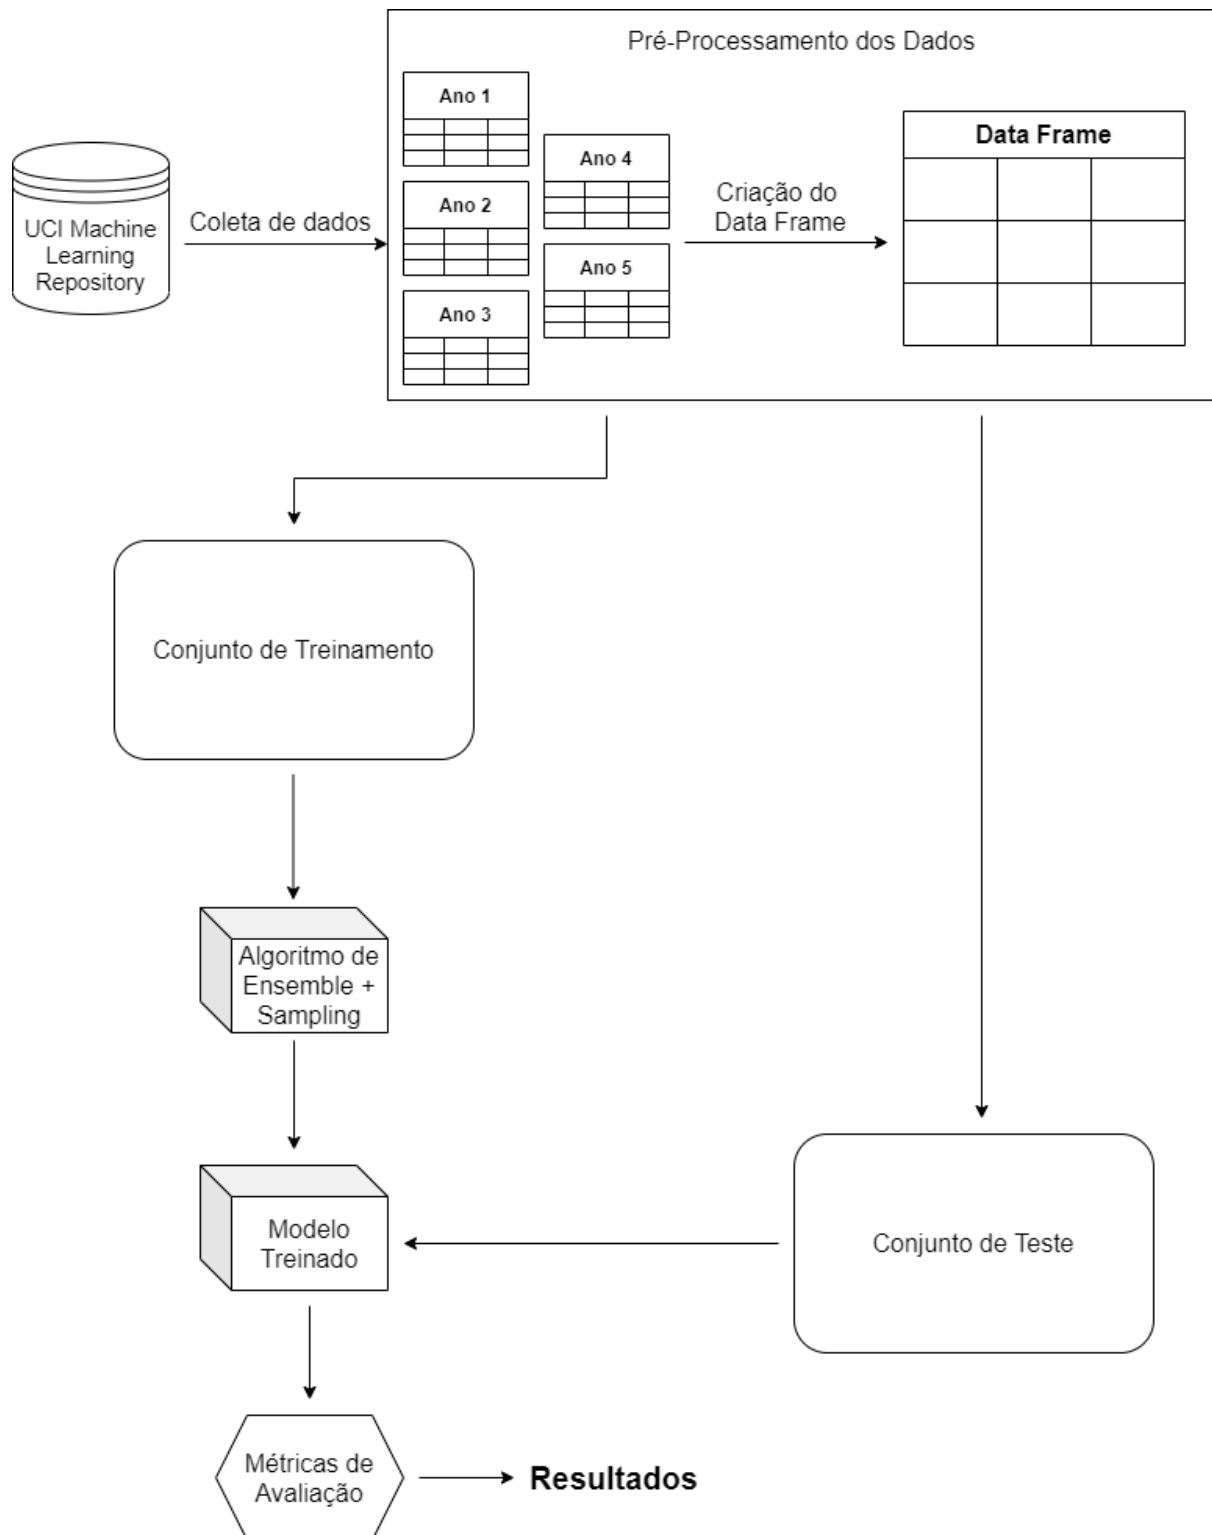 Pré-Processamento dos Dados
Ano 1
Ano 2
Ano 3
Ano 4
Ano 5
Criação do
Data Frame
Data Frame
UCI Machine
Learning
Repository
Coleta de dados
Conjunto de Treinamento
Algoritmo de
Ensemble +
Sampling
Modelo
Treinado
Conjunto de Teste
Métricas de
Avaliação
Resultados